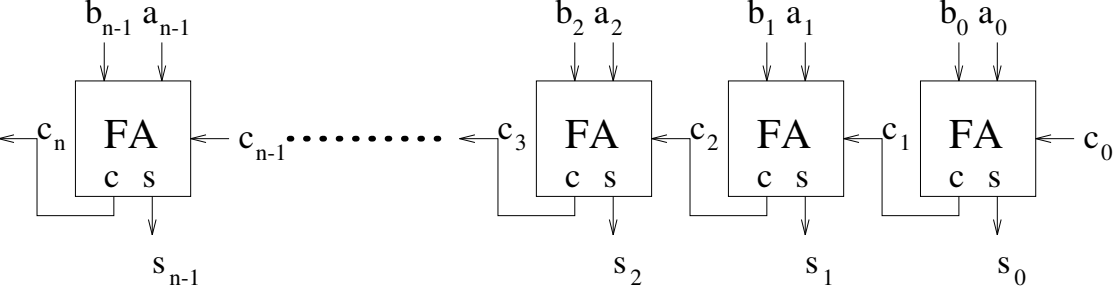 b_{n-1} a_{n-1} b_2 a_2 b_1 a_1 b_0 a_0
c_n FA c_{n-1} c_3 FA c_2 FA c_1 FA c_0
c s c s c s c s
s_{n-1} s_2 s_1 s_0